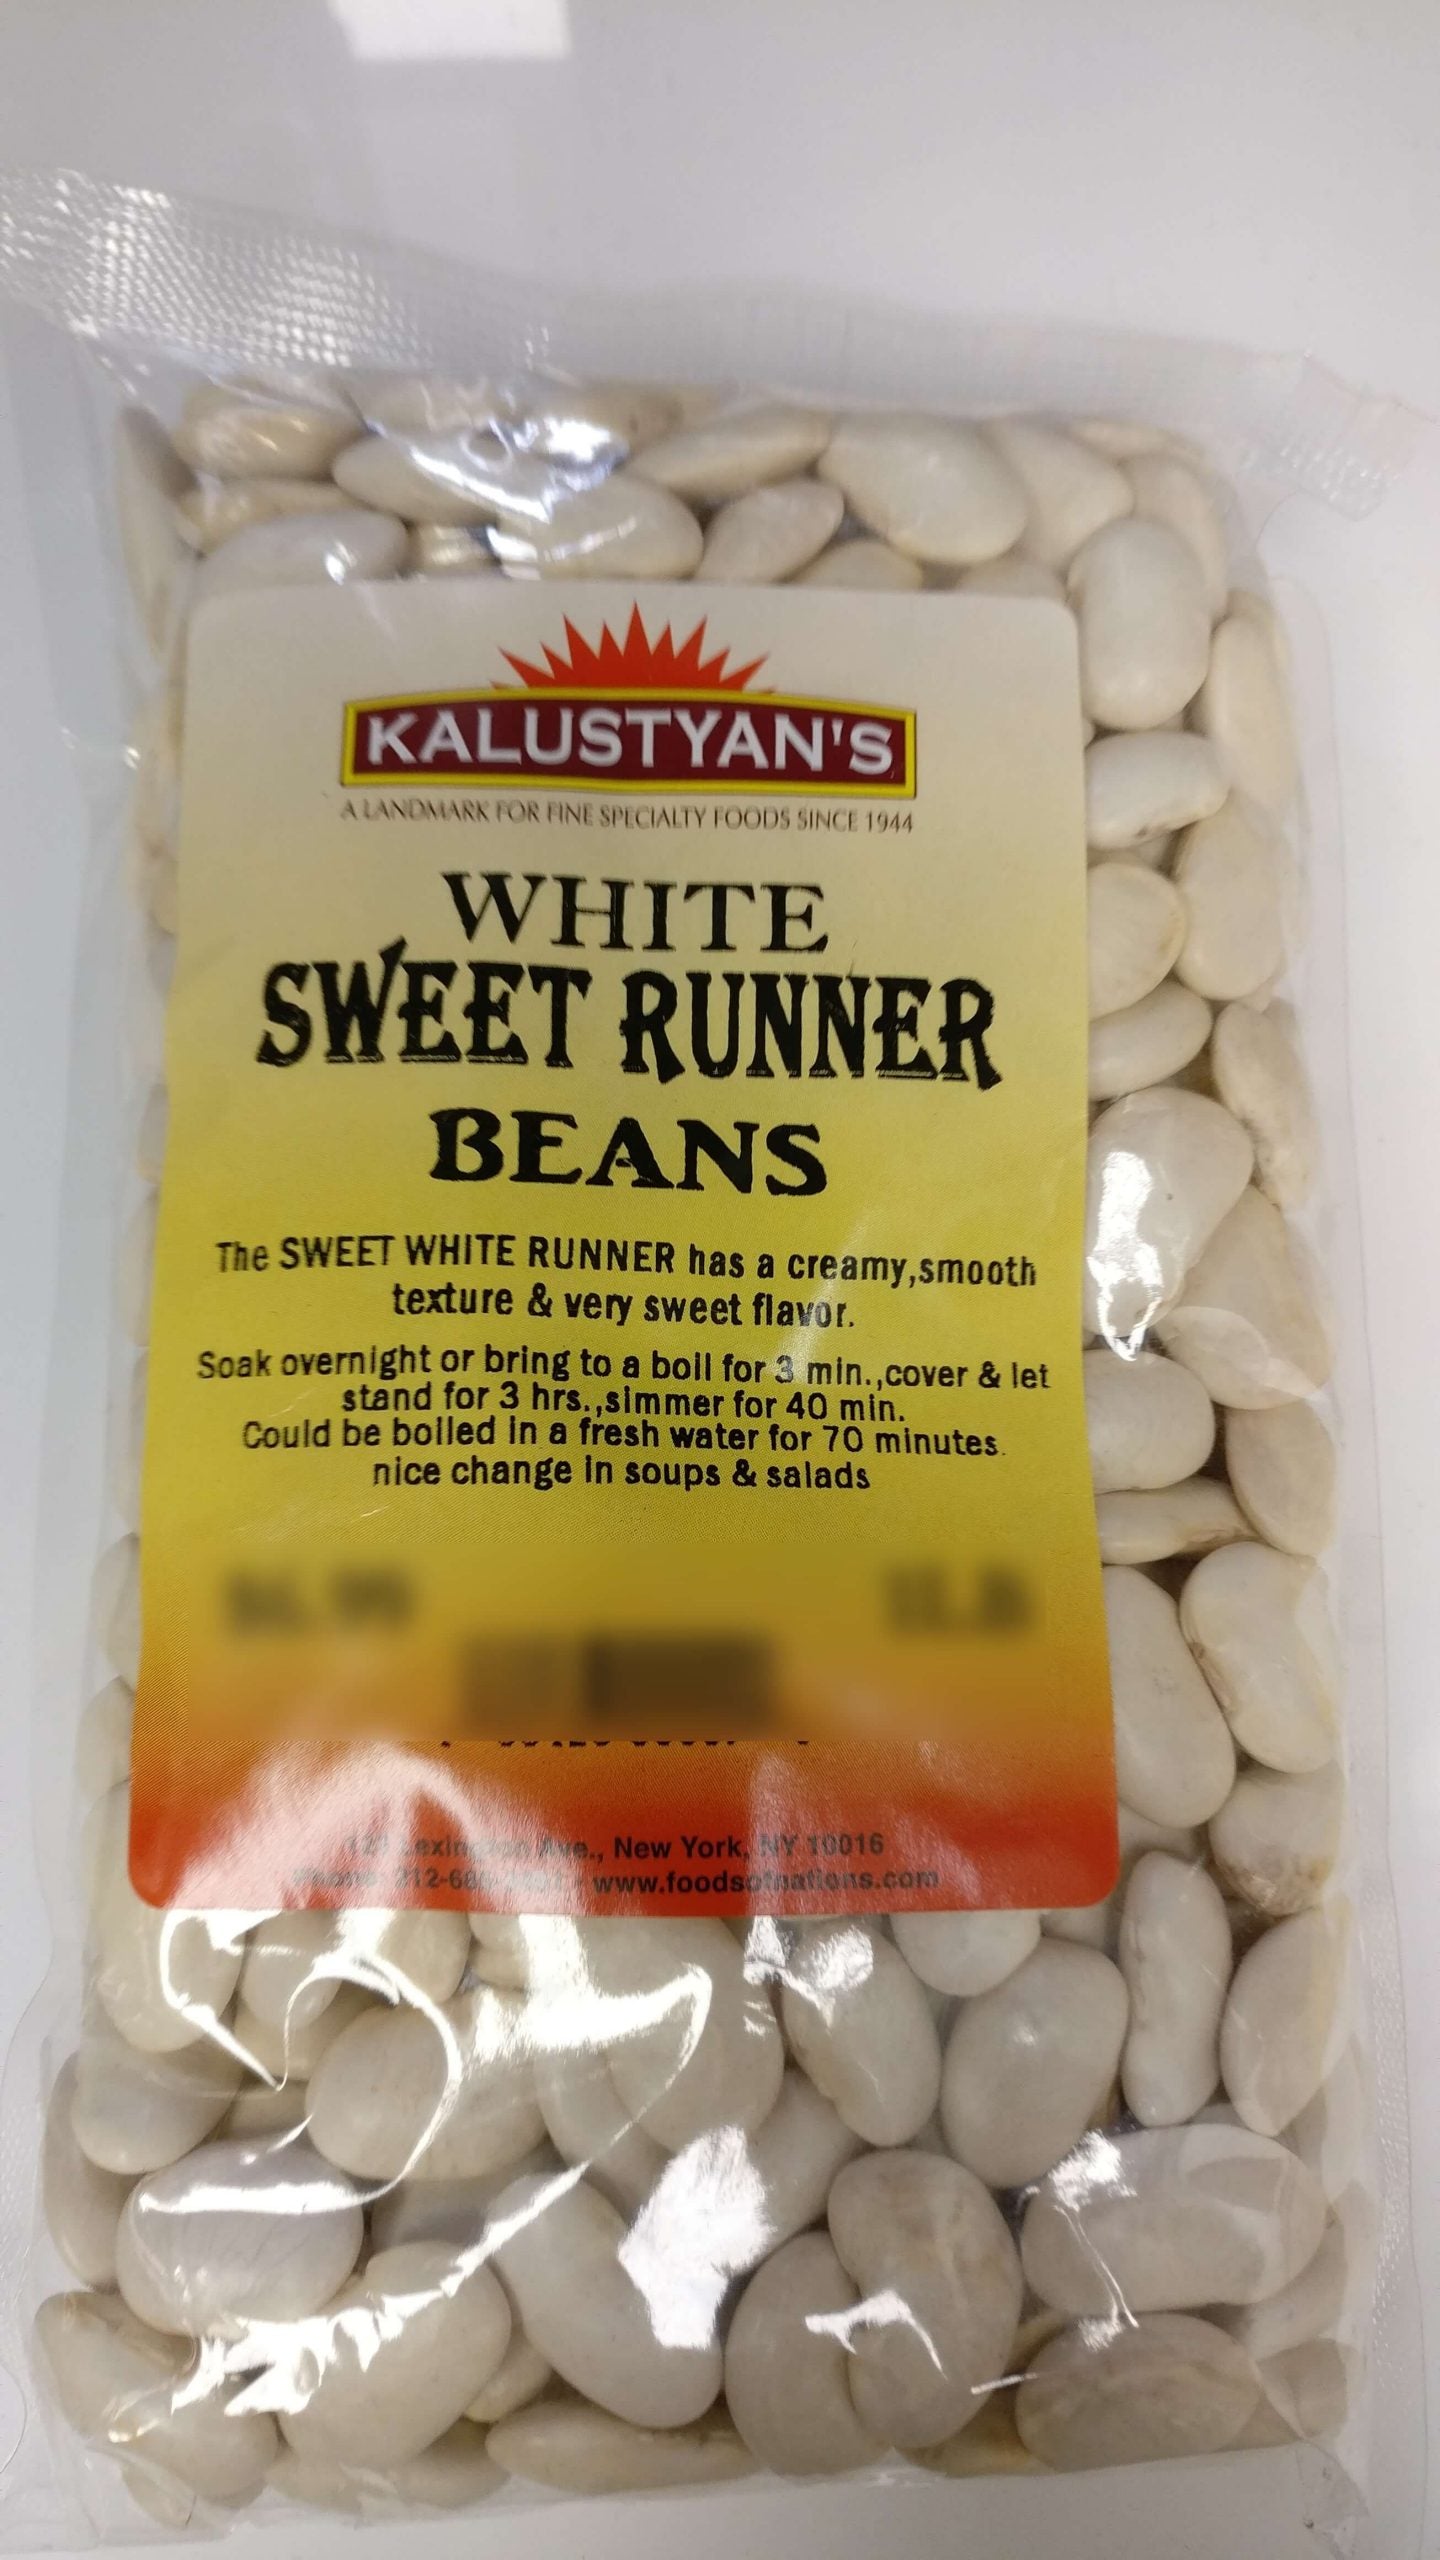 KALUSTYAN'S
A LANDMARK FOR FINE SPECIALTY FOODS SINCE 1944
WHITE
SWEET RUNNER
BEANS
The SWEET WHITE RUNNER has a creamy,smooth
texture & very sweet flavor.
Soak overnight or bring to a boil for 3 min.,cover & let
stand for 3 hrs.,simmer for 40 min.
Could be boiled in a fresh water for 70 minutes.
nice change in soups & salads
Lexington Ave., New York, NY 10016
www.foodsofnations.com